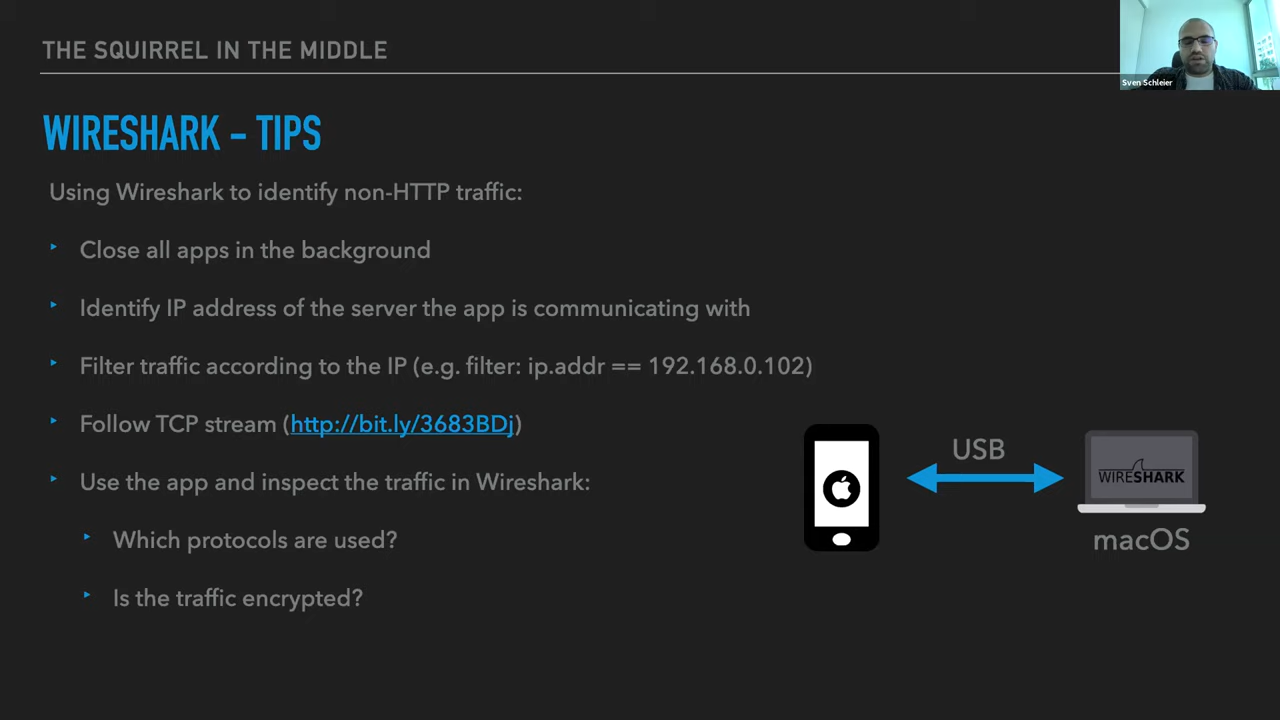 THE SQUIRREL IN THE MIDDLE
Sven Schleier
WIRESHARK - TIPS
Using Wireshark to identify non-HTTP traffic:
Close all apps in the background
Identify IP address of the server the app is communicating with
Filter traffic according to the IP (e.g. filter: ip.addr == 192.168.0.102)
Follow TCP stream (http://bit.ly/3683BDj)
Use the app and inspect the traffic in Wireshark:
Which protocols are used?
Is the traffic encrypted?
USB
WIRESHARK
macOS